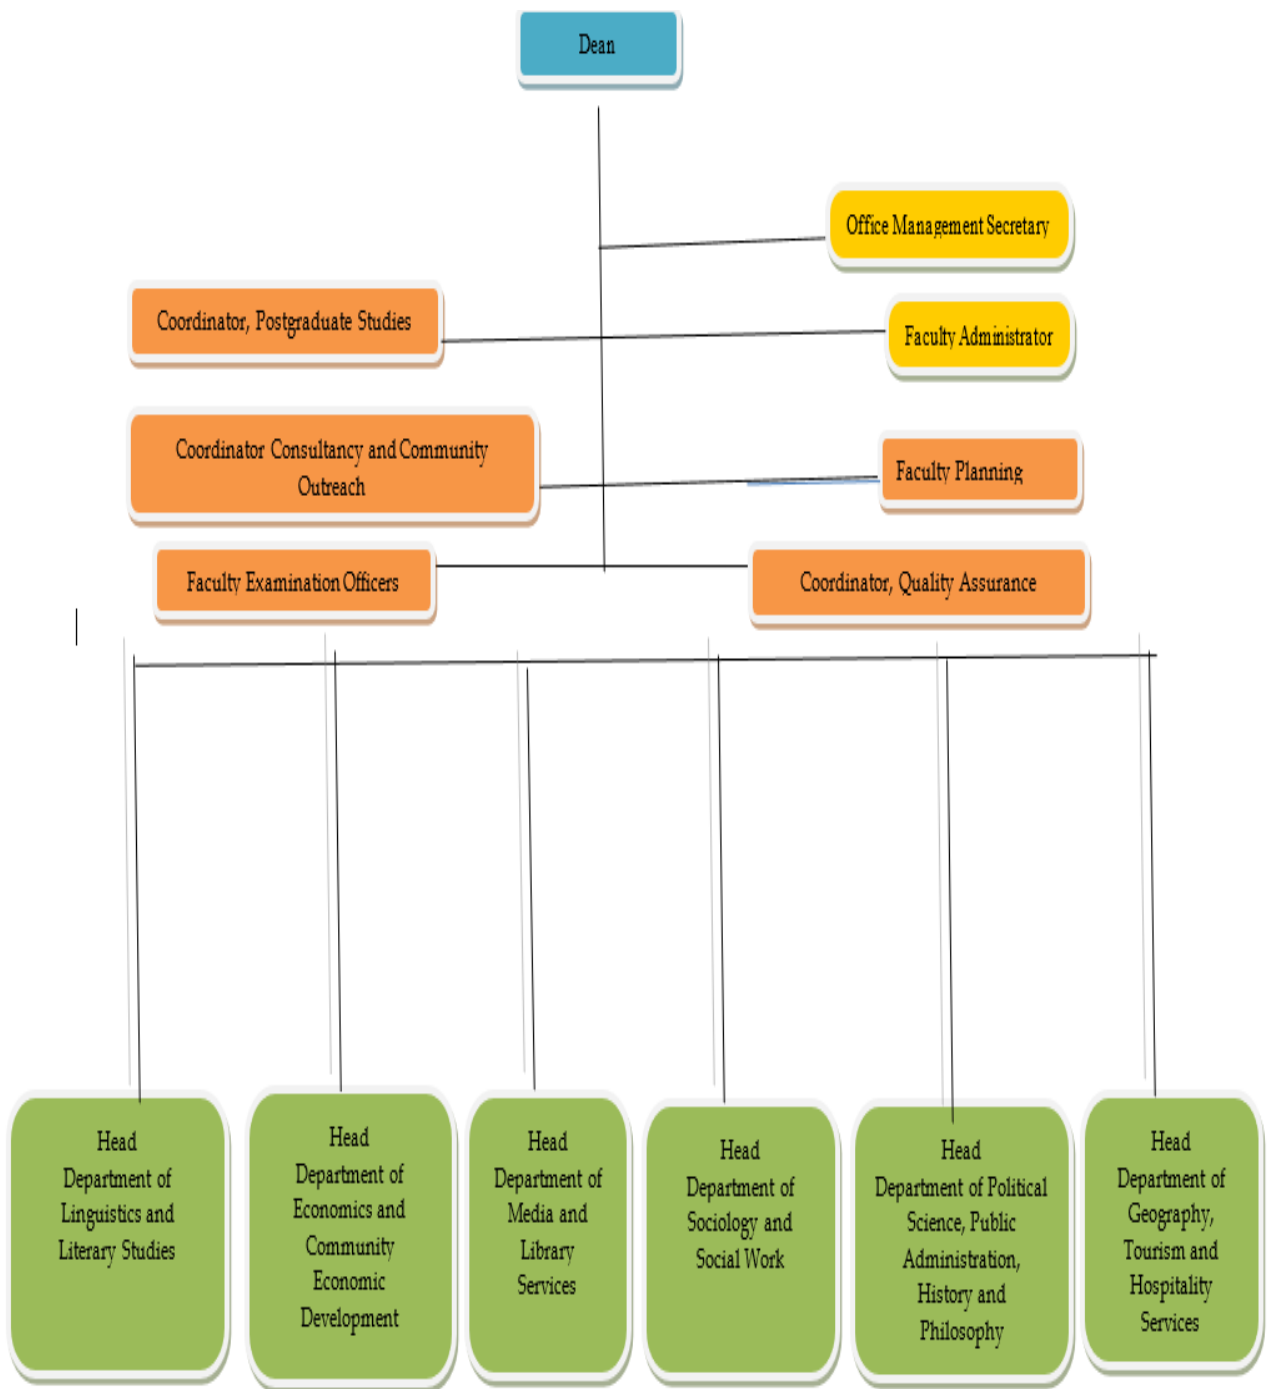 Dean
Office Management Secretary
Coordinator, Postgraduate Studies
Faculty Administrator
Coordinator Consultancy and Community
Outreach
Faculty Planning
Faculty Examination Officers
Coordinator, Quality Assurance
Head
Department of
Linguistics and
Literary Studies
Head
Department of
Economics and
Community
Economic
Development
Head
Department of
Media and
Library
Services
Head
Department of
Sociology and
Social Work
Head
Department of Political
Science, Public
Administration,
History and
Philosophy
Head
Department of
Geography,
Tourism and
Hospitality
Services